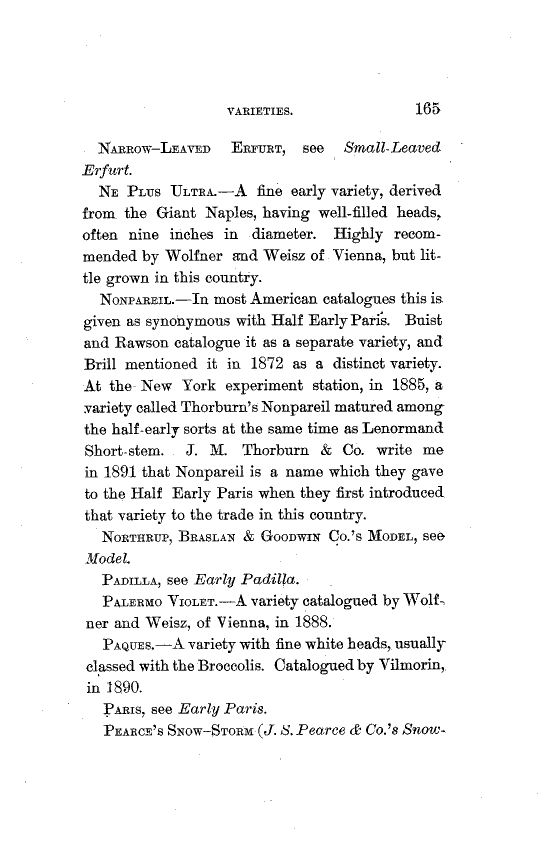 VARIETIES. 165
NARROW-LEAVED ERFURT, see Small-Leaved
Erfurt.
NE PLUS ULTRA.—A fine early variety, derived
from the Giant Naples, having well-filled heads,
often nine inches in diameter. Highly recom-
mended by Wolfner and Weisz of Vienna, but lit-
tle grown in this country.
NONPAREIL.—In most American catalogues this is
given as synonymous with Half Early Paris. Buist
and Rawson catalogue it as a separate variety, and
Brill mentioned it in 1872 as a distinct variety.
At the New York experiment station, in 1885, a
variety called Thorburn's Nonpareil matured among
the half-early sorts at the same time as Lenormand
Short-stem. J. M. Thorburn & Co. write me
in 1891 that Nonpareil is a name which they gave
to the Half Early Paris when they first introduced
that variety to the trade in this country.
NORTHRUP, BRASLAN & GOODWIN CO.'S MODEL, see
Model.
PADILLA, see Early Padilla.
PALERMO VIOLET.—A variety catalogued by Wolf-
ner and Weisz, of Vienna, in 1888.
PAQUES.—A variety with fine white heads, usually
classed with the Broccolis. Catalogued by Vilmorin,
in 1890.
PARIS, see Early Paris.
PEARCE'S SNOW-STORM (J. S. Pearce & Co.'s Snow-